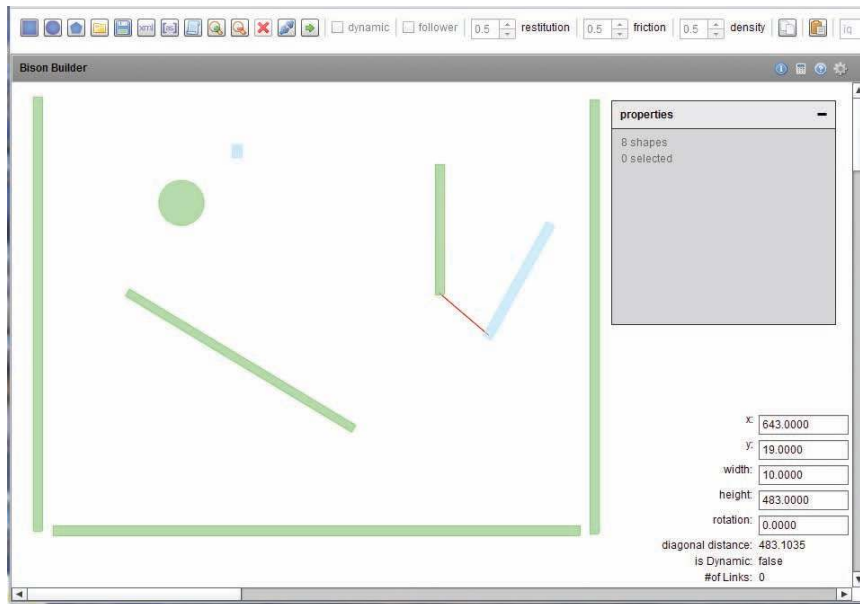 xml
dynamic follower 0.5 restitution 0.5 friction 0.5 density iq
Bison Builder
properties
8 shapes
0 selected
x: 643.0000
y: 19.0000
width: 10.0000
height: 483.0000
rotation: 0.0000
diagonal distance: 483.1035
is Dynamic: false
#of Links: 0